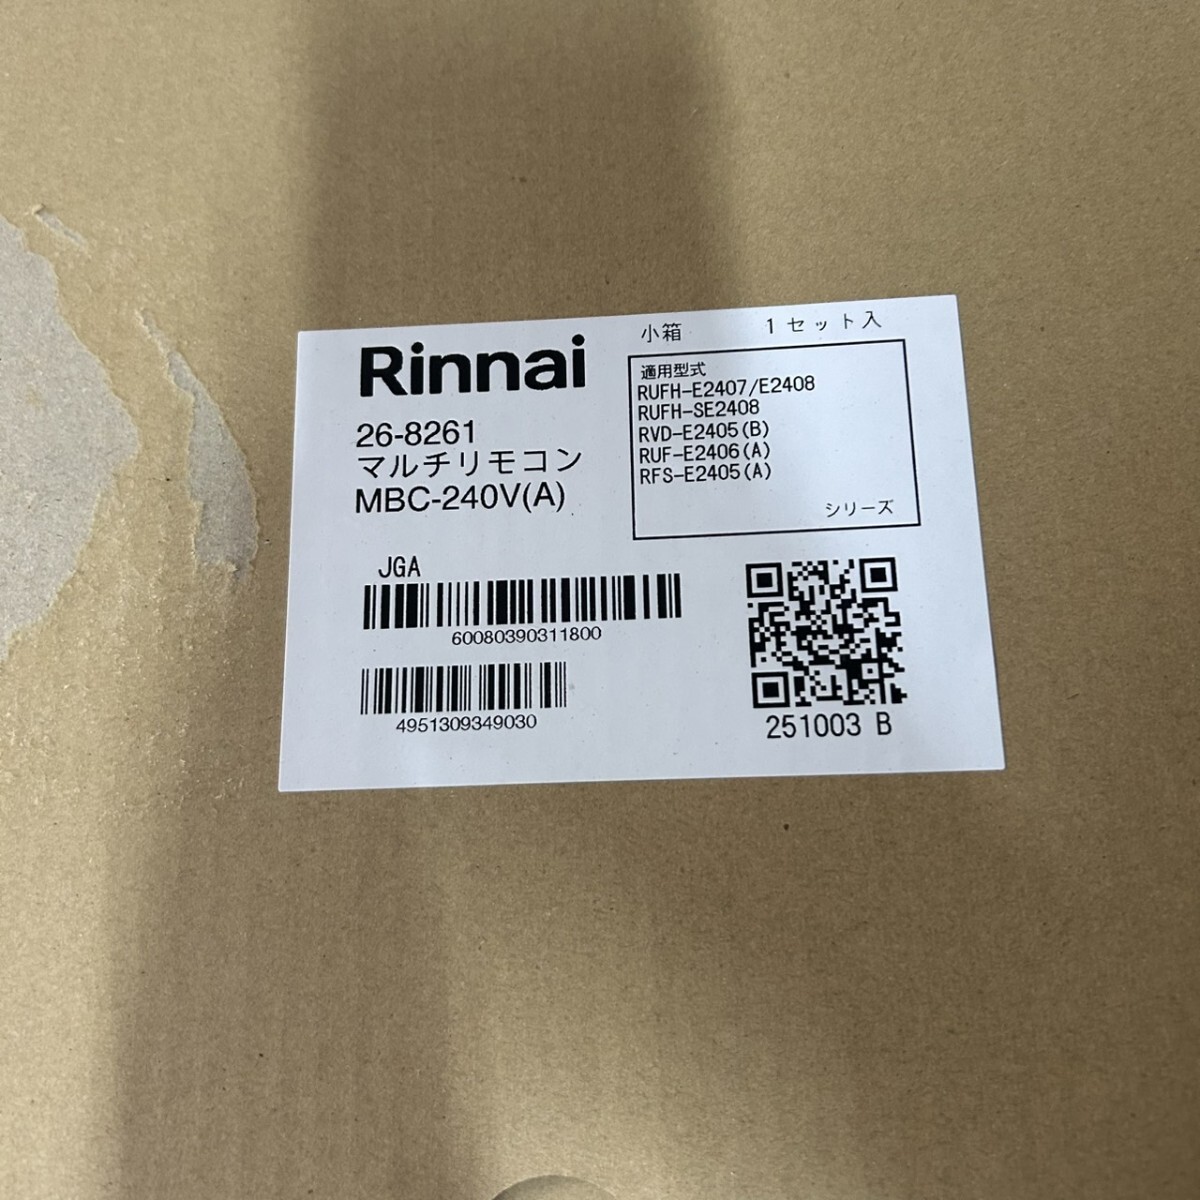 Rinnai
26-8261
マルチリモコン
MBC-240V(A)
小箱 1セット入
適用型式
RUFH-E2407/E2408
RUFH-SE2408
RVD-E2405(B)
RUF-E2406(A)
RFS-E2405(A)
シリーズ
JGA
60080390311800
4951309349030
251003 B